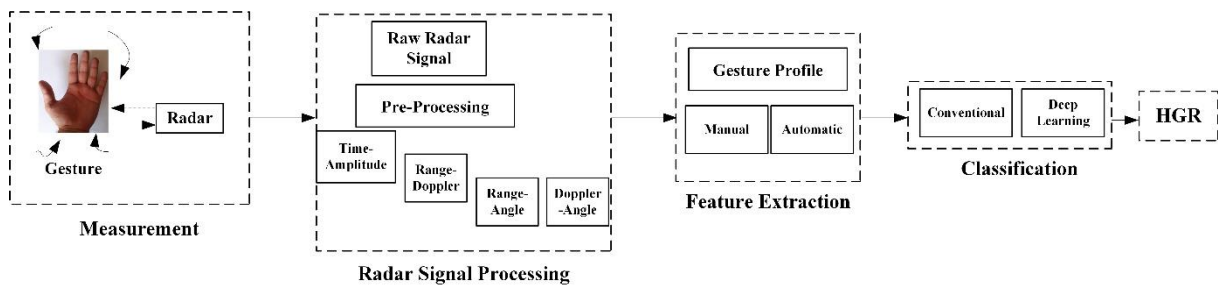 Gesture
Radar
Measurement
Raw Radar
Signal
Pre-Processing
Time-
Amplitude
Range-
Doppler
Range-
Angle
Doppler
-Angle
Radar Signal Processing
Gesture Profile
Manual
Automatic
Feature Extraction
Conventional
Deep
Learning
Classification
HGR